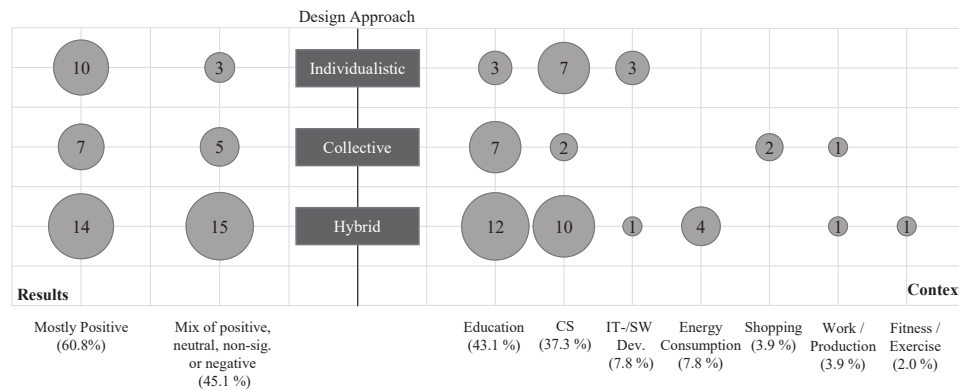 Design Approach
10
3
Individualistic
3
7
3
7
5
Collective
7
2
2
1
14
15
Hybrid
12
10
1
4
1
1
Results
Context
Mostly Positive
(60.8%)
Mix of positive,
neutral, non-sig.
or negative
(45.1 %)
Education
(43.1 %)
CS
(37.3 %)
IT-/SW
Dev.
(7.8 %)
Energy
Consumption
(7.8 %)
Shopping
(3.9 %)
Work /
Production
(3.9 %)
Fitness /
Exercise
(2.0 %)